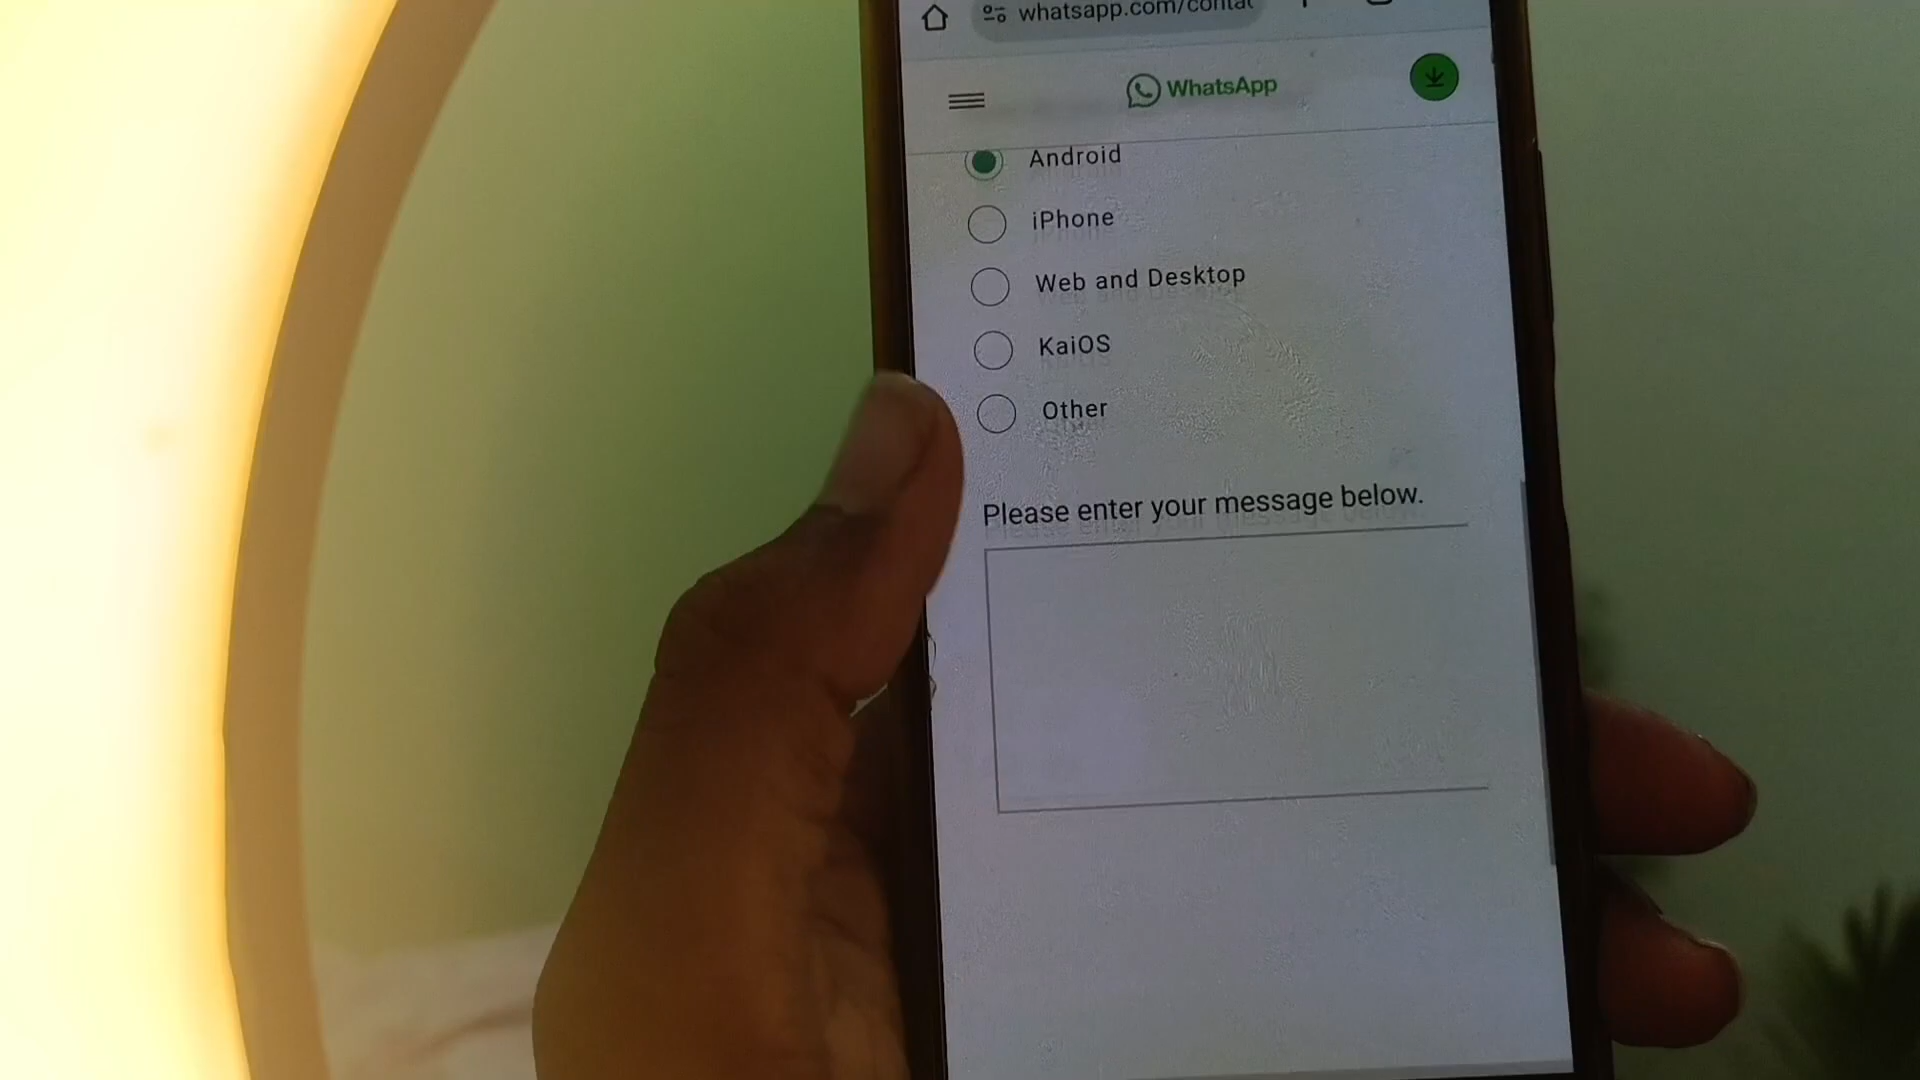 whatsapp.com/contac
WhatsApp
Android
iPhone
Web and Desktop
KaiOS
Other
Please enter your message below.